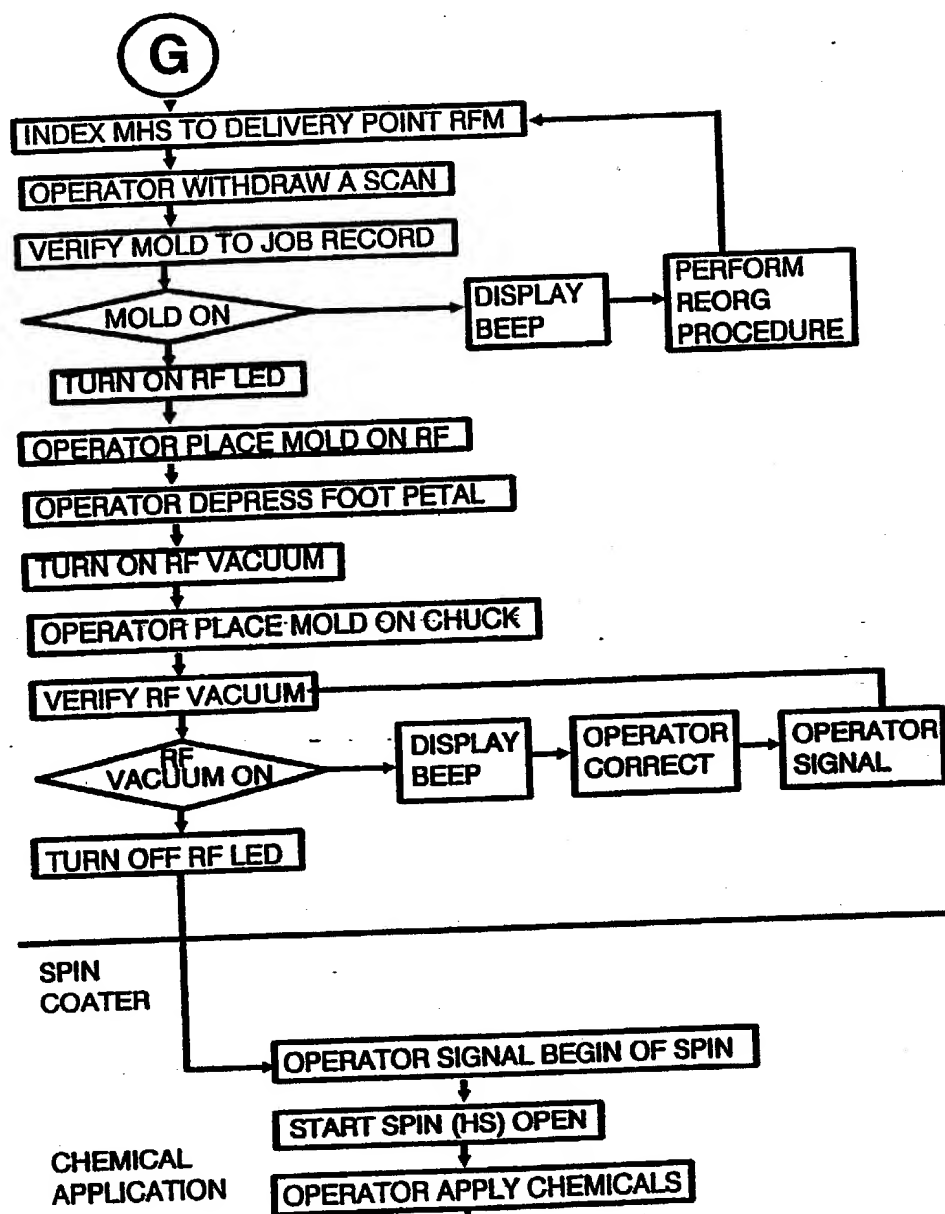 G
INDEX MHS TO DELIVERY POINT RFM
OPERATOR WITHDRAW A SCAN
VERIFY MOLD TO JOB RECORD
MOLD ON
DISPLAY
BEEP
PERFORM
REORG
PROCEDURE
TURN ON RF LED
OPERATOR PLACE MOLD ON RF
OPERATOR DEPRESS FOOT PETAL
TURN ON RF VACUUM
OPERATOR PLACE MOLD ON CHUCK
VERIFY RF VACUUM
RF
VACUUM ON
DISPLAY
BEEP
OPERATOR
CORRECT
OPERATOR
SIGNAL
TURN OFF RF LED
SPIN
COATER
OPERATOR SIGNAL BEGIN OF SPIN
START SPIN (HS) OPEN
CHEMICAL
APPLICATION
OPERATOR APPLY CHEMICALS